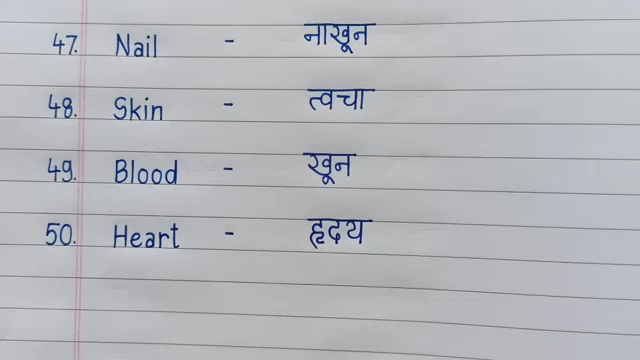 47. Nail - नाखून
48. Skin - त्वचा
49. Blood - खून
50. Heart - हृदय